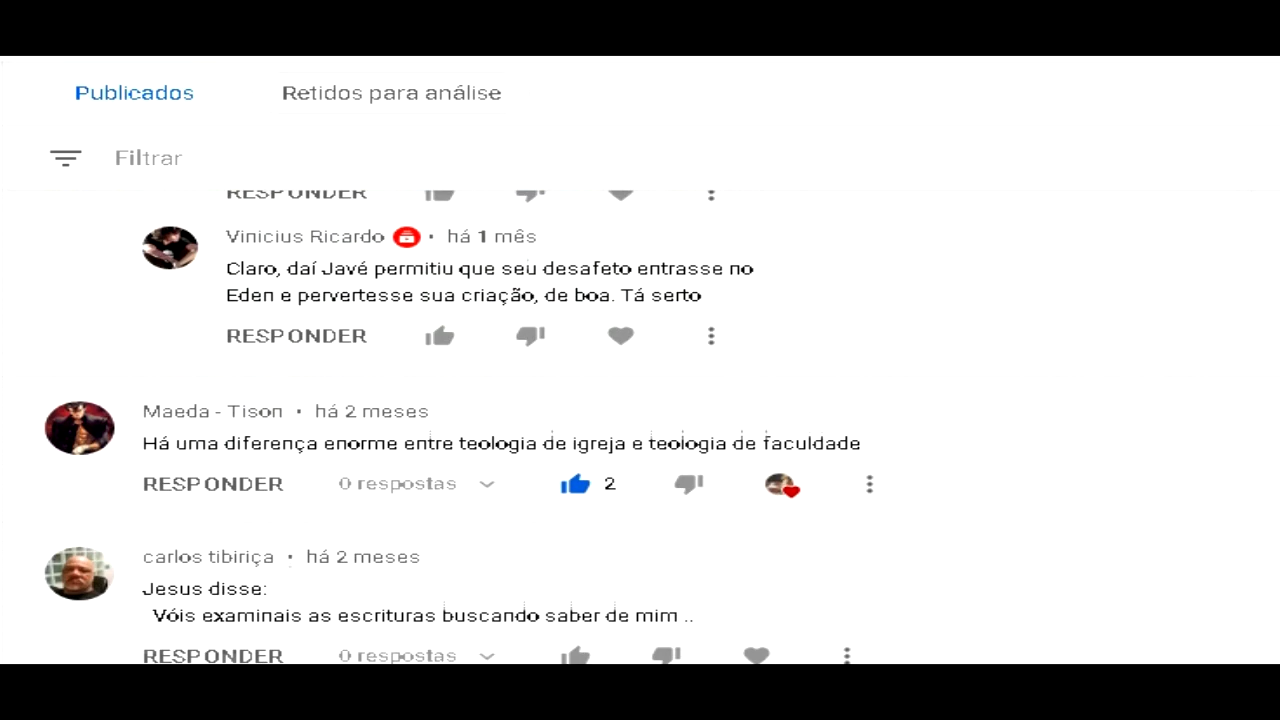 Publicados Retidos para análise
Filtrar
RESPONDER
Vinicius Ricardo • há 1 mês
Claro, daí Javé permitiu que seu desafeto entrasse no
Eden e pervertesse sua criação, de boa. Tá serto
RESPONDER
Maeda - Tison • há 2 meses
Há uma diferença enorme entre teologia de igreja e teologia de faculdade
RESPONDER 0 respostas 2
carlos tibiriça • há 2 meses
Jesus disse:
Vóis examinais as escrituras buscando saber de mim ..
RESPONDER 0 respostas